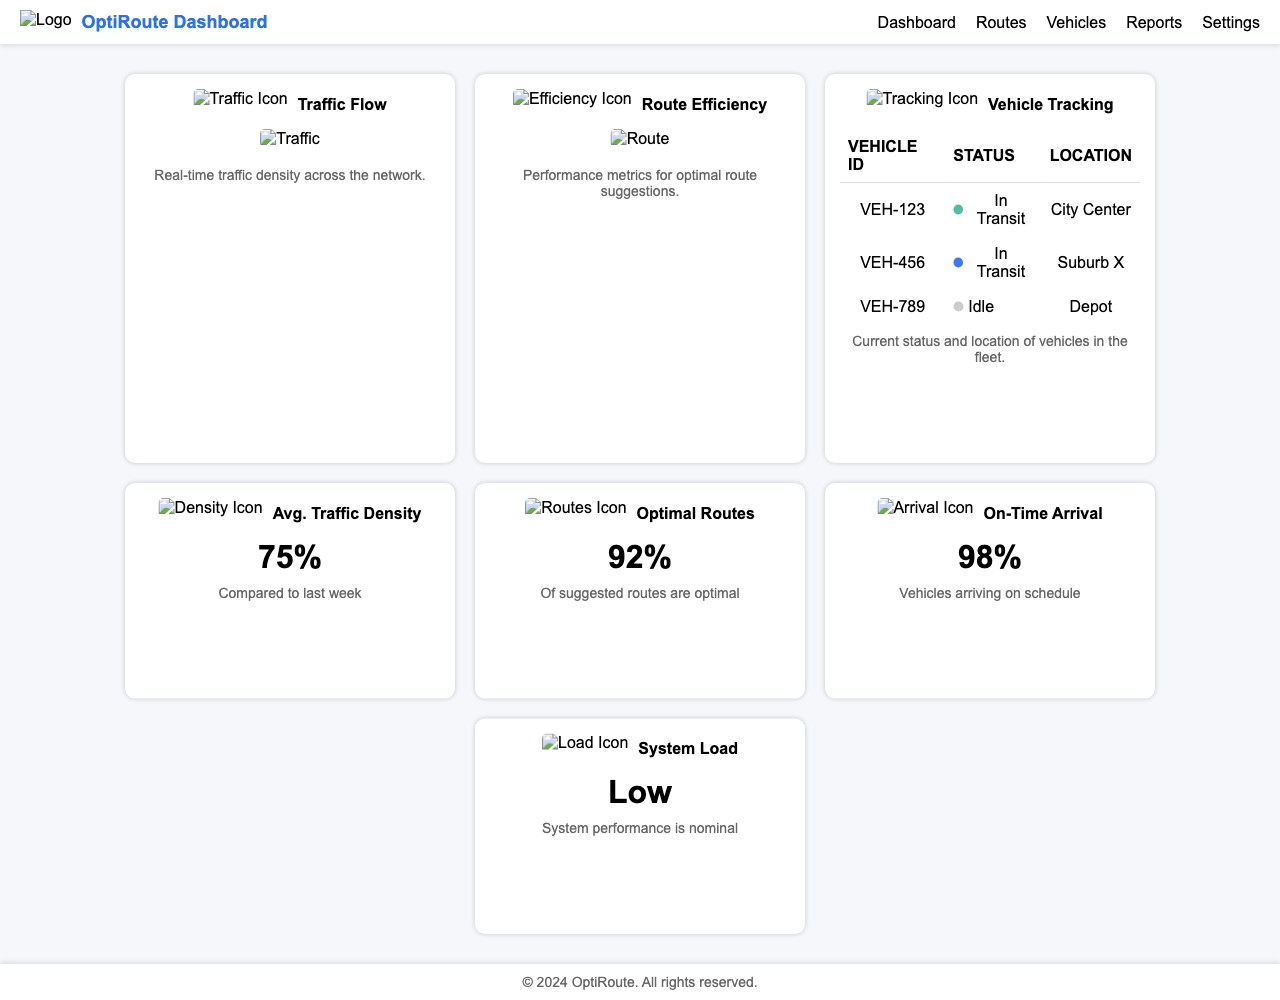 Logo OptiRoute Dashboard
Dashboard Routes Vehicles Reports Settings
Traffic Icon Traffic Flow
Traffic
Real-time traffic density across the network.
Efficiency Icon Route Efficiency
Route
Performance metrics for optimal route
suggestions.
Tracking Icon Vehicle Tracking
VEHICLE
ID STATUS LOCATION
VEH-123 In
Transit City Center
VEH-456 In
Transit Suburb X
VEH-789 Idle Depot
Current status and location of vehicles in the
fleet.
Density Icon Avg. Traffic Density
75%
Compared to last week
Routes Icon Optimal Routes
92%
Of suggested routes are optimal
Arrival Icon On-Time Arrival
98%
Vehicles arriving on schedule
Load Icon System Load
Low
System performance is nominal
© 2024 OptiRoute. All rights reserved.